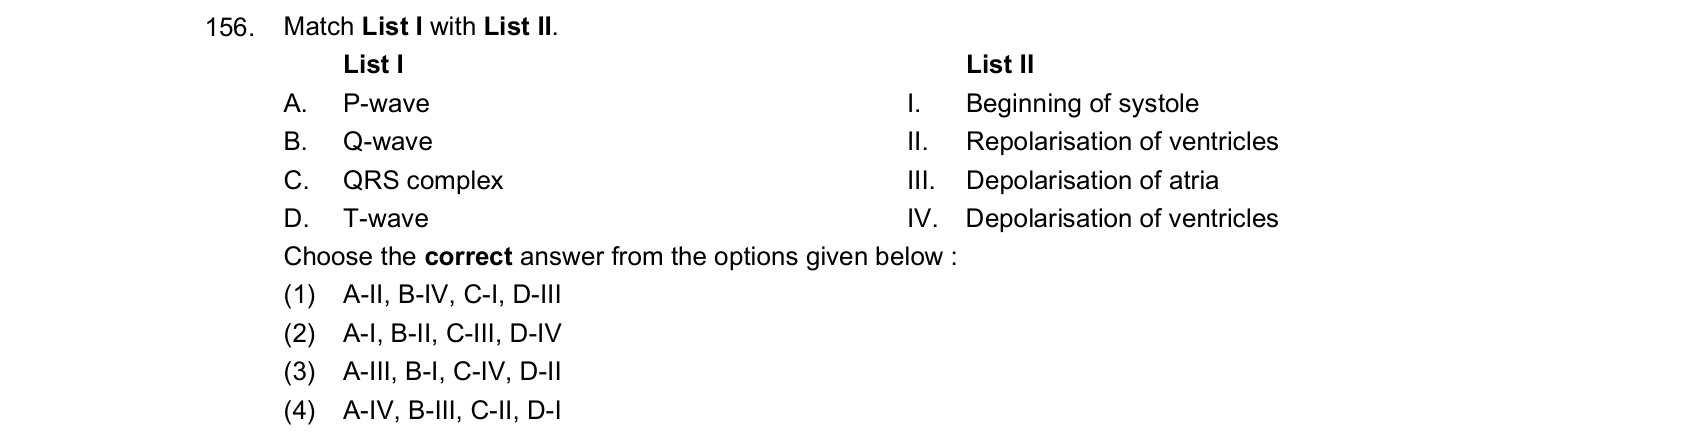 156. Match List I with List II.
List I List II
A. P-wave I. Beginning of systole
B. Q-wave II. Repolarisation of ventricles
C. QRS complex III. Depolarisation of atria
D. T-wave IV. Depolarisation of ventricles
Choose the correct answer from the options given below :
(1) A-II, B-IV, C-I, D-III
(2) A-I, B-II, C-III, D-IV
(3) A-III, B-I, C-IV, D-II
(4) A-IV, B-III, C-II, D-I